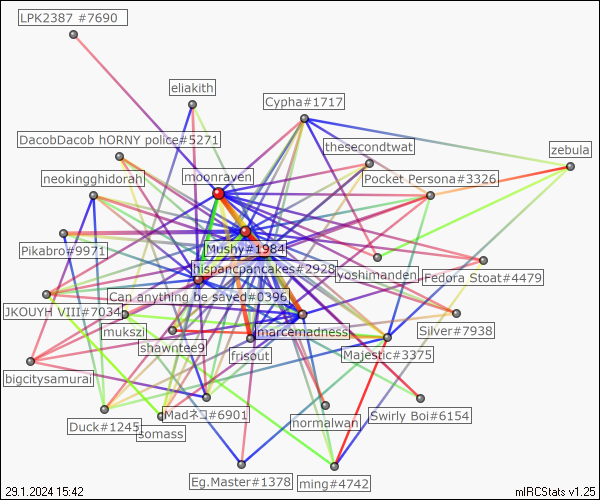 LPK2387 #7690
eliakith
Cypha#1717
DacobDacob hORNY police#5271
thesecondtwat
zebula
neokingghidorah
moonraven
Pocket Persona#3326
Pikabro#9971
Mushy#1984
hispancpancakes#2928
yoshimanden
Fedora Stoat#4479
JKOUYH VIII#7034
Can anything be saved#0396
mukszi
marcemadness
Silver#7938
shawntee9
frisout
Majestic#3375
bigcitysamurai
Duck#1245
somass
Madネコ#6901
normalwan
Swirly Boi#6154
Eg.Master#1378
ming#4742
29.1.2024 15:42
mIRCStats v1.25